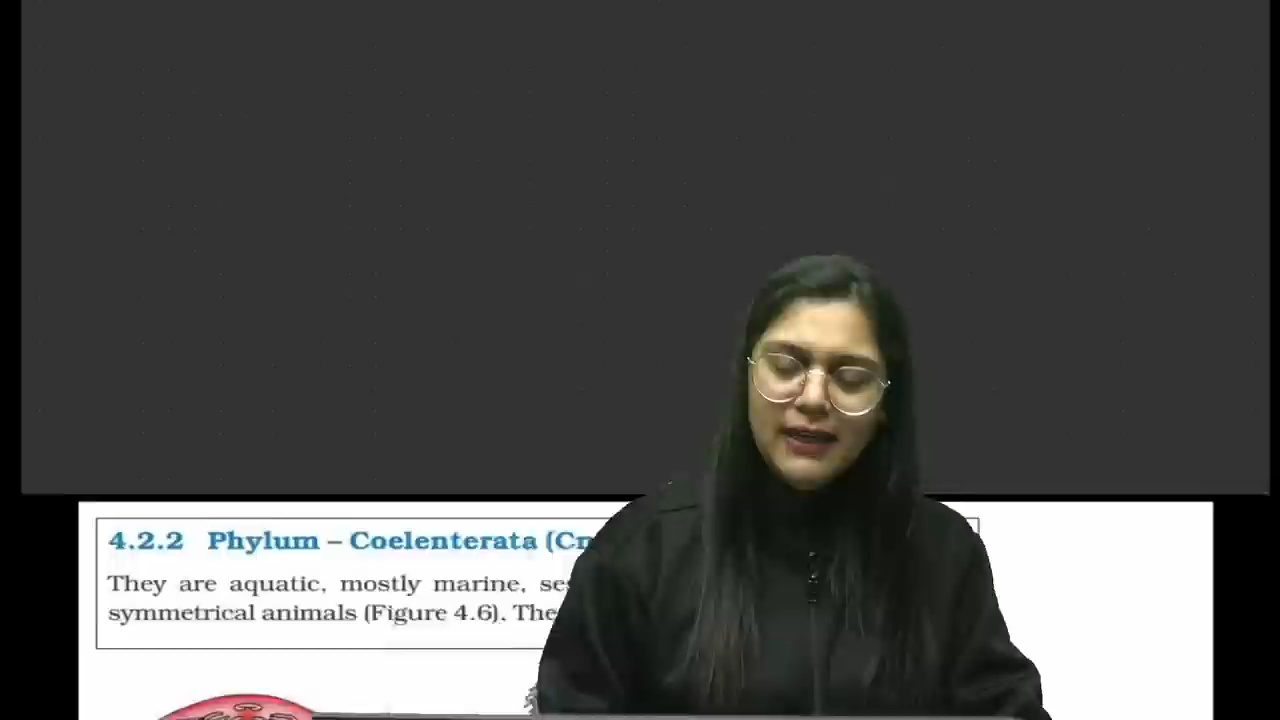 4.2.2 Phylum – Coelenterata (Cn
They are aquatic, mostly marine, se
symmetrical animals (Figure 4.6). The